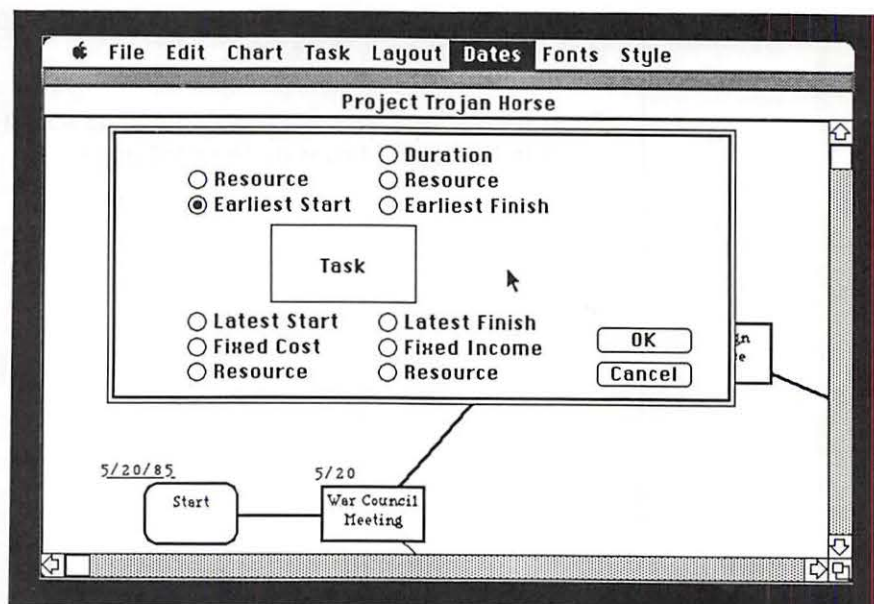 File Edit Chart Task Layout Dates Fonts Style
Project Trojan Horse
Duration
Resource Resource
Earliest Start Earliest Finish
Task
Latest Start Latest Finish
Fixed Cost Fixed Income
Resource Resource
OK
Cancel
5/20/85 5/20
Start
War Council
Meeting